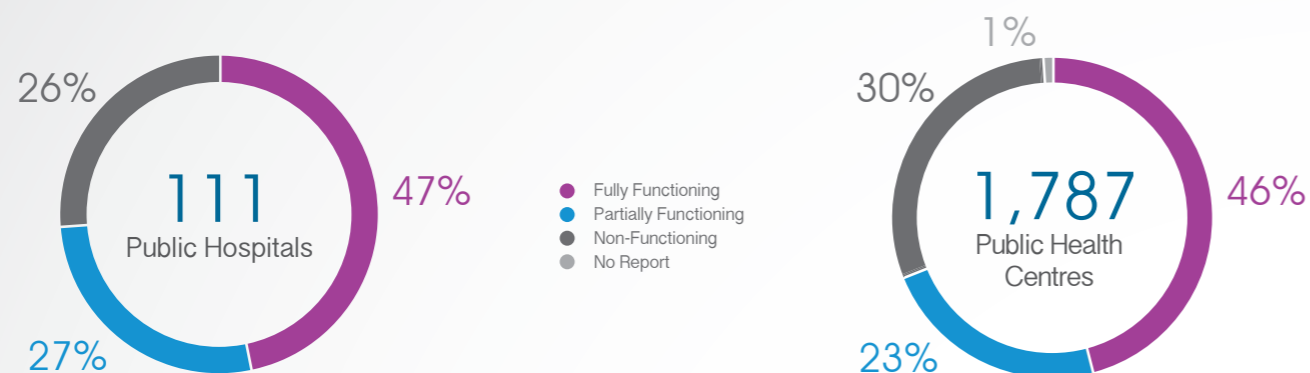 26%
111
Public Hospitals
47%
27%
Fully Functioning
Partially Functioning
Non-Functioning
No Report
1%
30%
1,787
Public Health
Centres
46%
23%